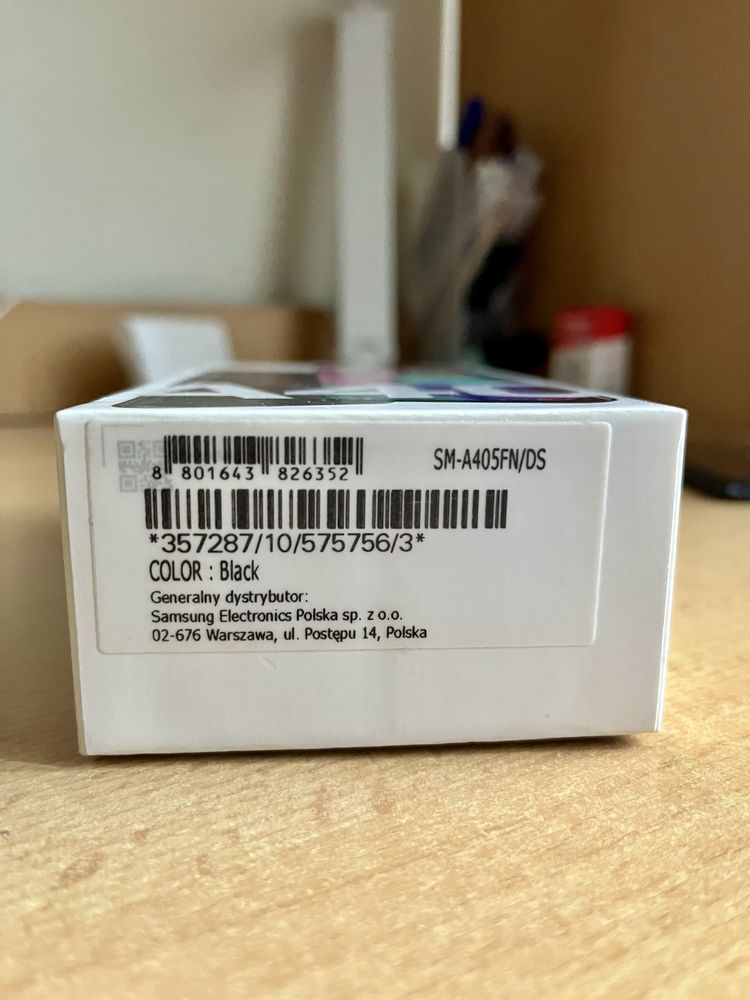 8 801643 826352
SM-A405FN/DS
*357287/10/575756/3*
COLOR : Black
Generalny dystrybutor:
Samsung Electronics Polska sp. z o.o.
02-676 Warszawa, ul. Postępu 14, Polska